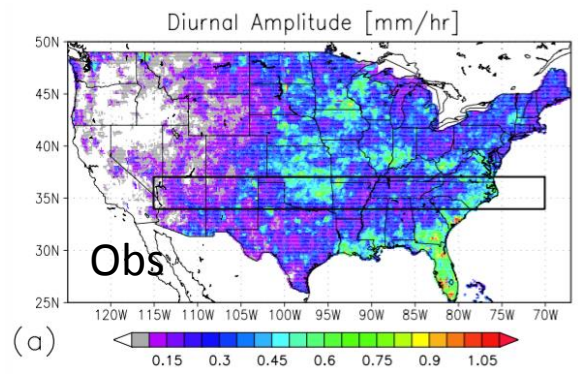 Diurnal Amplitude [mm/hr]
50N
45N
40N
35N
30N
25N
Obs
120W 115W 110W 105W 100W 95W 90W 85W 80W 75W 70W
(a)
0.15 0.3 0.45 0.6 0.75 0.9 1.05